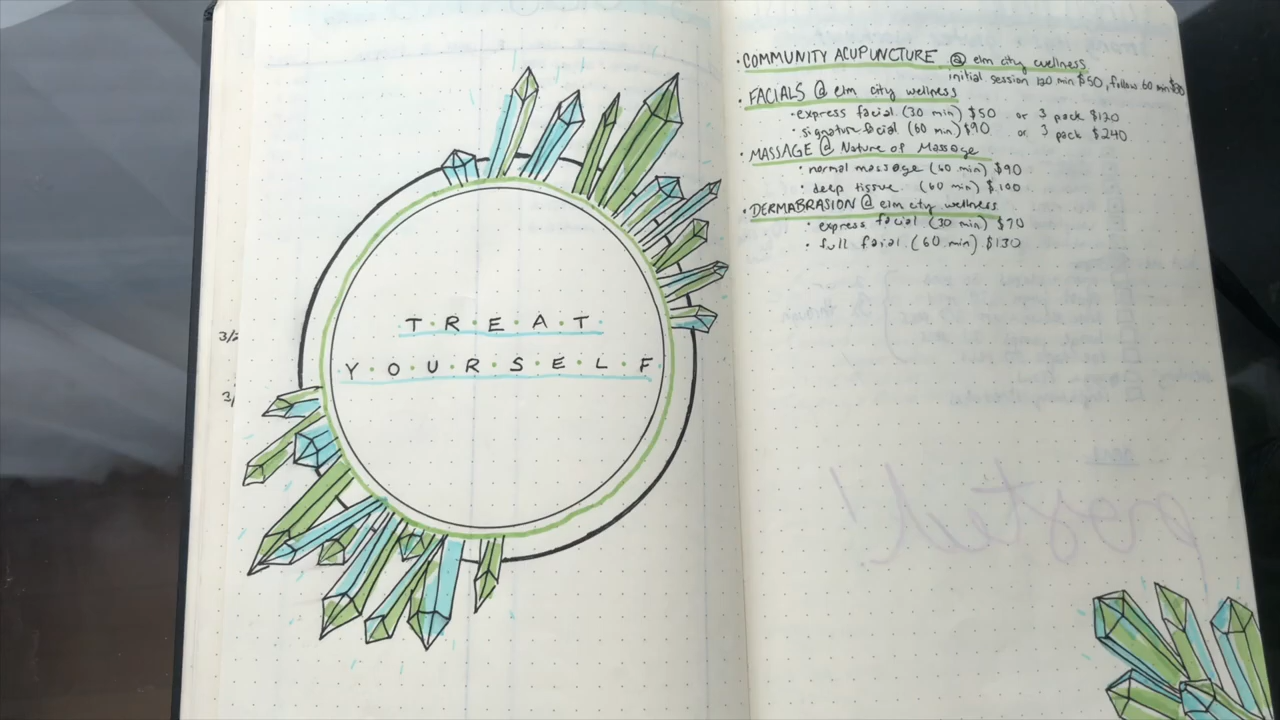 T·R·E·A·T
Y·O·U·R·S·E·L·F
3/2
3/
·COMMUNITY ACUPUNCTURE @ elm city wellness
initial session 120 min $50, follow 60 min $30
·FACIALS @ elm city wellness
·express facial (30 min) $50 or 3 pack $120
·signature facial (60 min) $90 or 3 pack $240
·MASSAGE @ Nature of Massage
·normal massage (60 min) $90
·deep tissue (60 min) $100
·DERMABRASION @ elm city wellness
·express facial (30 min) $70
·full facial (60 min) $130